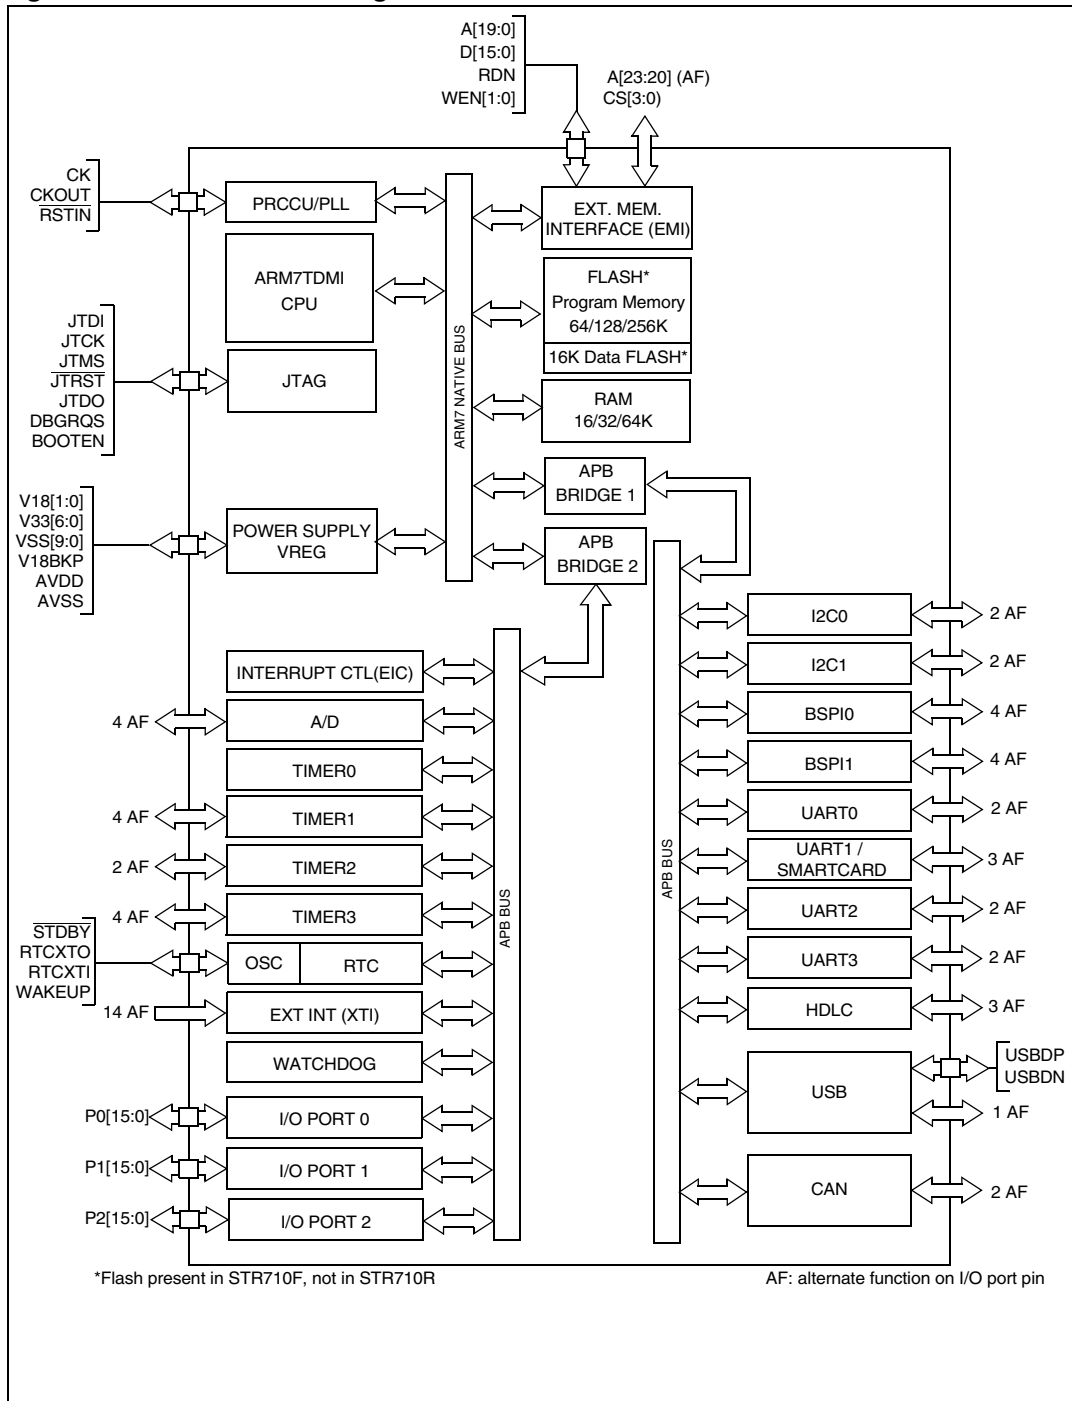 A[19:0]
D[15:0]
RDN
WEN[1:0]
A[23:20] (AF)
CS[3:0)
CK
CKOUT
RSTIN
PRCCU/PLL
EXT. MEM.
INTERFACE (EMI)
ARM7TDMI
CPU
FLASH*
Program Memory
64/128/256K
16K Data FLASH*
JTDI
JTCK
JTMS
JTRST
JTDO
DBGRQS
BOOTEN
JTAG
ARM7 NATIVE BUS
RAM
16/32/64K
APB
BRIDGE 1
V18[1:0]
V33[6:0]
VSS[9:0]
V18BKP
AVDD
AVSS
POWER SUPPLY
VREG
APB
BRIDGE 2
INTERRUPT CTL(EIC)
4 AF
A/D
TIMER0
4 AF
TIMER1
2 AF
TIMER2
4 AF
TIMER3
STDBY
RTCXTO
RTCXTI
WAKEUP
OSC
RTC
14 AF
EXT INT (XTI)
WATCHDOG
P0[15:0]
I/O PORT 0
P1[15:0]
I/O PORT 1
P2[15:0]
I/O PORT 2
APB BUS
APB BUS
I2C0
2 AF
I2C1
2 AF
BSPI0
4 AF
BSPI1
4 AF
UART0
2 AF
UART1 /
SMARTCARD
3 AF
UART2
2 AF
UART3
2 AF
HDLC
3 AF
USB
USBDP
USBDN
1 AF
CAN
2 AF
*Flash present in STR710F, not in STR710R
AF: alternate function on I/O port pin